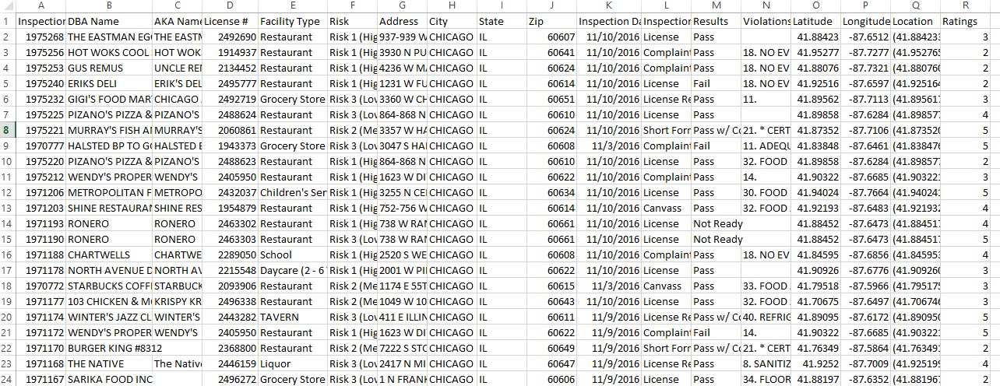 A B C D E F G H I J K L M N O P Q R
1 Inspection DBA Name AKA Name License # Facility Type Risk Address City State Zip Inspection Da Inspection Results Violations Latitude Longitude Location Ratings
2 1975268 THE EASTMAN EG THE EASTM 2492690 Restaurant Risk 1 (Hig 937-939 W CHICAGO IL 60607 11/10/2016 License Pass 41.88423 -87.6512 (41.884233 3
3 1975256 HOT WOKS COOL HOT WOK 1914937 Restaurant Risk 1 (Hig 3930 N PU CHICAGO IL 60641 11/10/2016 Complaint Pass 18. NO EV 41.95277 -87.7277 (41.952765 2
4 1975253 GUS REMUS UNCLE REI 2134452 Restaurant Risk 1 (Hig 4236 W MA CHICAGO IL 60624 11/10/2016 Complaint Pass 18. NO EV 41.88076 -87.7321 (41.880760 2
5 1975240 ERIKS DELI ERIK'S DEL 2495777 Restaurant Risk 1 (Hig 1231 W FU CHICAGO IL 60614 11/10/2016 License Fail 18. NO EV 41.92516 -87.6597 (41.925164 2
6 1975232 GIGI'S FOOD MAR CHICAGO 2492719 Grocery Store Risk 3 (Lov 3360 W CH CHICAGO IL 60651 11/10/2016 License Re Pass 11. 41.89562 -87.7113 (41.895617 3
7 1975225 PIZANO'S PIZZA & PIZANO'S 2488624 Restaurant Risk 3 (Lov 864-868 N CHICAGO IL 60610 11/10/2016 License Pass 41.89858 -87.6284 (41.898577 4
8 1975221 MURRAY'S FISH AN MURRAY'S 2060861 Restaurant Risk 2 (Me 3357 W HA CHICAGO IL 60624 11/10/2016 Short Forr Pass w/ Co 21. * CERT 41.87352 -87.7106 (41.873520 5
9 1970777 HALSTED BP TO GO HALSTED B 1943373 Grocery Store Risk 3 (Lov 3047 S HAI CHICAGO IL 60608 11/3/2016 Complaint Fail 11. ADEQU 41.83848 -87.6461 (41.838476 5
10 1975220 PIZANO'S PIZZA & PIZANO'S 2488623 Restaurant Risk 1 (Hig 864-868 N CHICAGO IL 60610 11/10/2016 License Pass 32. FOOD 41.89858 -87.6284 (41.898577 2
11 1975212 WENDY'S PROPER WENDY'S 2405950 Restaurant Risk 1 (Hig 1623 W DI CHICAGO IL 60622 11/10/2016 Complaint Pass 14. 41.90322 -87.6685 (41.903221 3
12 1971206 METROPOLITAN F METROPO 2432037 Children's Ser Risk 1 (Hig 3255 N CEI CHICAGO IL 60634 11/10/2016 License Pass 30. FOOD 41.94024 -87.7664 (41.940241 5
13 1971203 SHINE RESTAURAN SHINE RES 1954879 Restaurant Risk 1 (Hig 752-756 W CHICAGO IL 60614 11/10/2016 Canvass Pass 32. FOOD 41.92193 -87.6483 (41.921932 4
14 1971193 RONERO RONERO 2463302 Restaurant Risk 1 (Hig 738 W RAN CHICAGO IL 60661 11/10/2016 License Not Ready 41.88452 -87.6473 (41.884517 4
15 1971190 RONERO RONERO 2463303 Restaurant Risk 3 (Lov 738 W RAN CHICAGO IL 60661 11/10/2016 License Not Ready 41.88452 -87.6473 (41.884517 5
16 1971188 CHARTWELLS CHARTWE 2289050 School Risk 1 (Hig 2520 S WE CHICAGO IL 60608 11/10/2016 Complaint Pass 18. NO EV 41.84595 -87.6856 (41.845953 4
17 1971178 NORTH AVENUE D NORTH AV 2215548 Daycare (2 - 6 Risk 1 (Hig 2001 W PII CHICAGO IL 60622 11/10/2016 License Pass 41.90926 -87.6776 (41.909260 3
18 1970772 STARBUCKS COFFI STARBUCK 2093906 Restaurant Risk 2 (Me 1174 E 55T CHICAGO IL 60615 11/3/2016 Canvass Pass 33. FOOD 41.79518 -87.5966 (41.795175 3
19 1971177 103 CHICKEN & MO KRISPY KR 2496338 Restaurant Risk 2 (Me 1049 W 10 CHICAGO IL 60643 11/10/2016 License Pass 32. FOOD 41.70675 -87.6497 (41.706746 3
20 1971174 WINTER'S JAZZ CL WINTER'S 2443282 TAVERN Risk 3 (Lov 411 E ILLIN CHICAGO IL 60611 11/9/2016 License Re Pass w/ Co 40. REFRIG 41.89095 -87.6172 (41.890950 5
21 1971172 WENDY'S PROPER WENDY'S 2405950 Restaurant Risk 1 (Hig 1623 W DI CHICAGO IL 60622 11/9/2016 Complaint Fail 14. 41.90322 -87.6685 (41.903221 5
22 1971170 BURGER KING #8312 2368800 Restaurant Risk 2 (Me 7222 S STO CHICAGO IL 60649 11/9/2016 Short Forr Pass w/ Co 21. * CERT 41.76349 -87.5864 (41.763491 2
23 1971168 THE NATIVE The Native 2446159 Liquor Risk 3 (Lov 2417 N MI CHICAGO IL 60647 11/9/2016 License Re Pass 8. SANITIZ 41.9252 -87.7009 (41.925199 4
24 1971167 SARIKA FOOD INC 2496272 Grocery Store Risk 3 (Lov 1 N FRANK CHICAGO IL 60606 11/9/2016 License Re Pass 34. FLOOR 41.88197 -87.6352 (41.881967 2